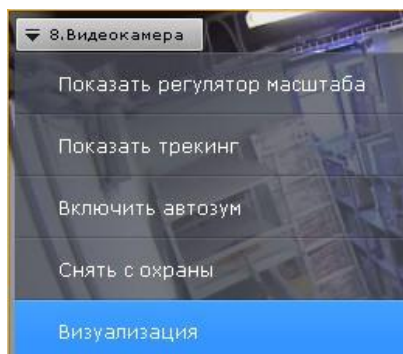 8.Видеокамера
Показать регулятор масштаба
Показать трекинг
Включить автозум
Снять с охраны
Визуализация